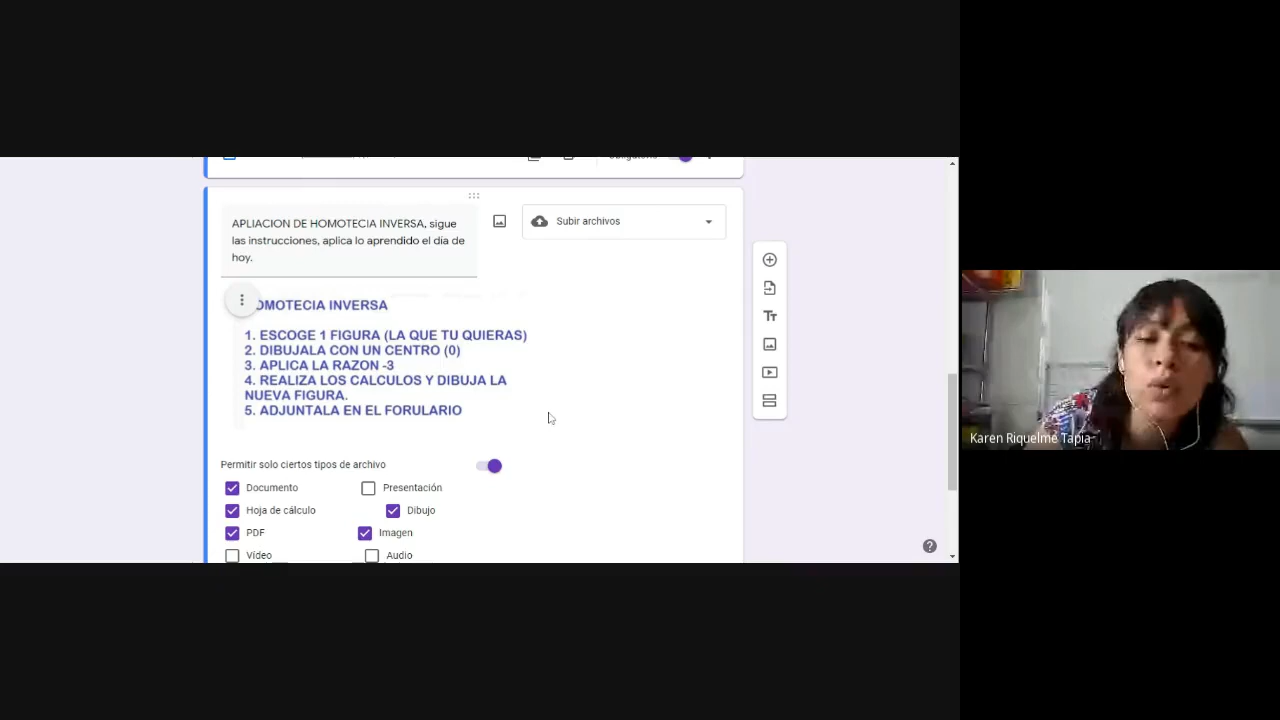 APLIACION DE HOMOTECIA INVERSA, sigue
las instrucciones, aplica lo aprendido el día de
hoy.
Subir archivos
OMOTECIA INVERSA
1. ESCOGE 1 FIGURA (LA QUE TU QUIERAS)
2. DIBUJALA CON UN CENTRO (0)
3. APLICA LA RAZON -3
4. REALIZA LOS CALCULOS Y DIBUJA LA
NUEVA FIGURA.
5. ADJUNTALA EN EL FORULARIO
Permitir solo ciertos tipos de archivo
Documento Presentación
Hoja de cálculo Dibujo
PDF Imagen
Vídeo Audio
Tt
Karen Riquelme Tapia